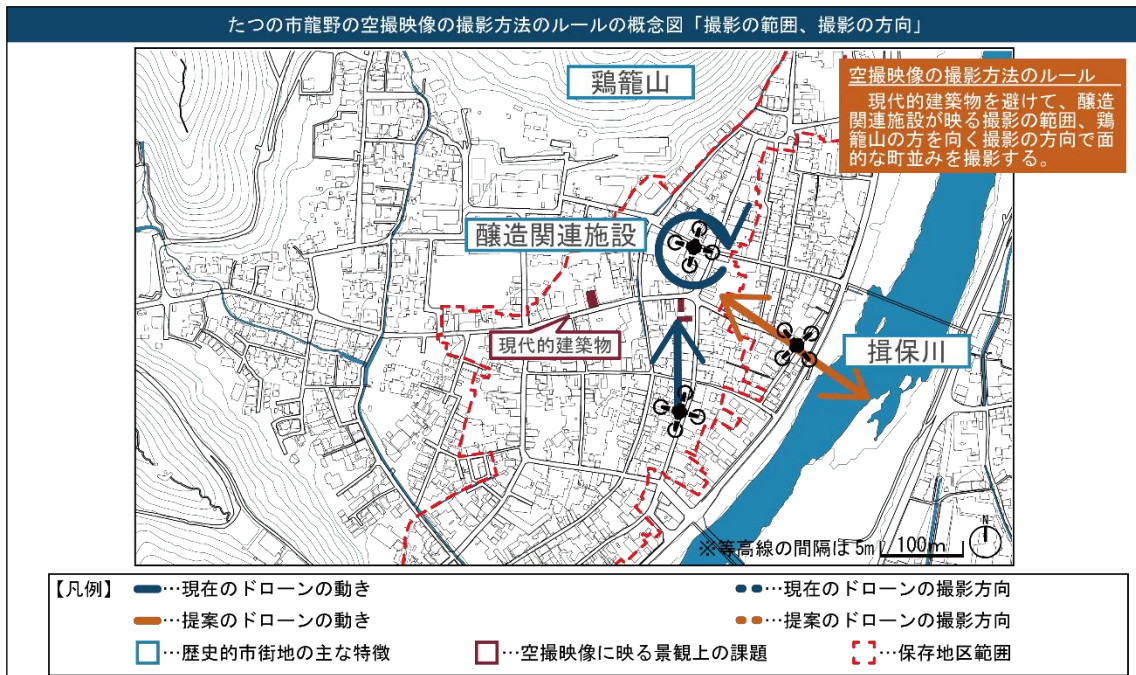 たつの市龍野の空撮映像の撮影方法のルールの概念図「撮影の範囲、撮影の方向」
鶏籠山
空撮映像の撮影方法のルール
現代的建築物を避けて、醸造
関連施設が映る撮影の範囲、鶏
籠山の方を向く撮影の方向で面
的な町並みを撮影する。
醸造関連施設
現代的建築物
揖保川
※等高線の間隔は 5m
100m
N
【凡例】
…現在のドローンの動き
…現在のドローンの撮影方向
…提案のドローンの動き
…提案のドローンの撮影方向
…歴史的市街地の主な特徴
…空撮映像に映る景観上の課題
…保存地区範囲